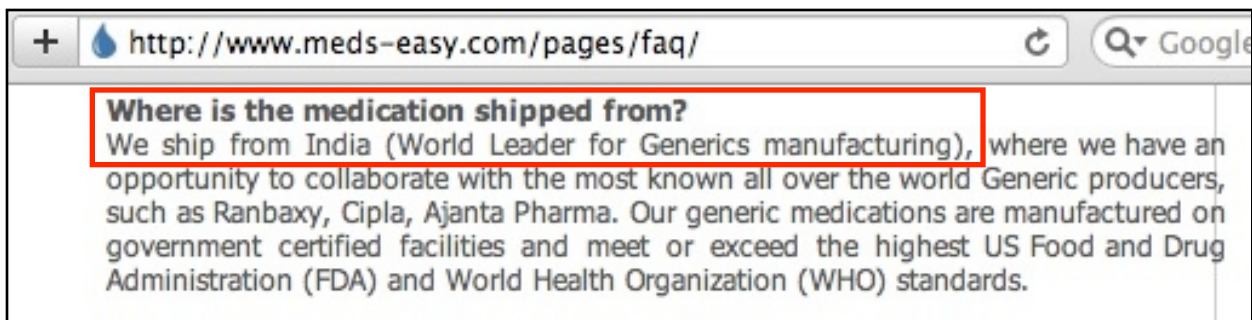 + http://www.meds-easy.com/pages/faq/ Google
Where is the medication shipped from?
We ship from India (World Leader for Generics manufacturing), where we have an
opportunity to collaborate with the most known all over the world Generic producers,
such as Ranbaxy, Cipla, Ajanta Pharma. Our generic medications are manufactured on
government certified facilities and meet or exceed the highest US Food and Drug
Administration (FDA) and World Health Organization (WHO) standards.